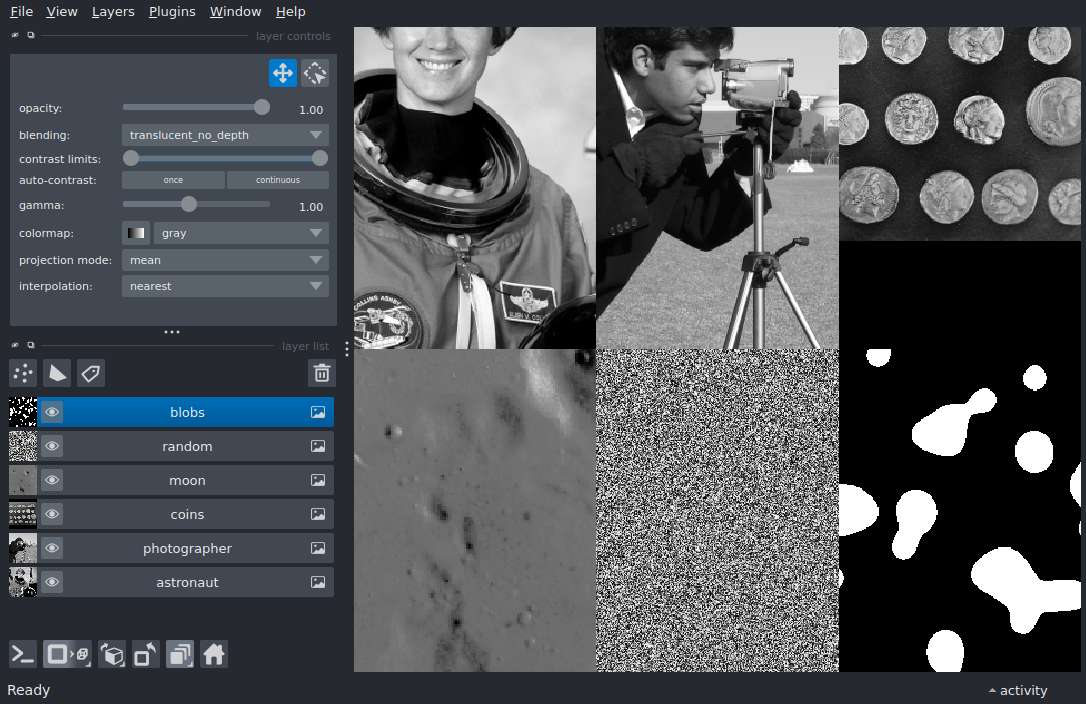 File View Layers Plugins Window Help
layer controls
opacity: 1.00
blending: translucent_no_depth
contrast limits:
auto-contrast: once continuous
gamma: 1.00
colormap: gray
projection mode: mean
interpolation: nearest
layer list
blobs
random
moon
coins
photographer
astronaut
Ready
activity
COLLINS